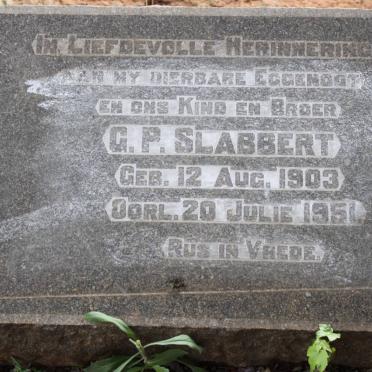 In Liefdevolle Herinnering
aan my dierbare Eggenoot
en ons Kind en Broer
G. P. Slabbert
Geb. 12 Aug. 1903
Oorl. 20 Julie 1951
Rus in Vrede.